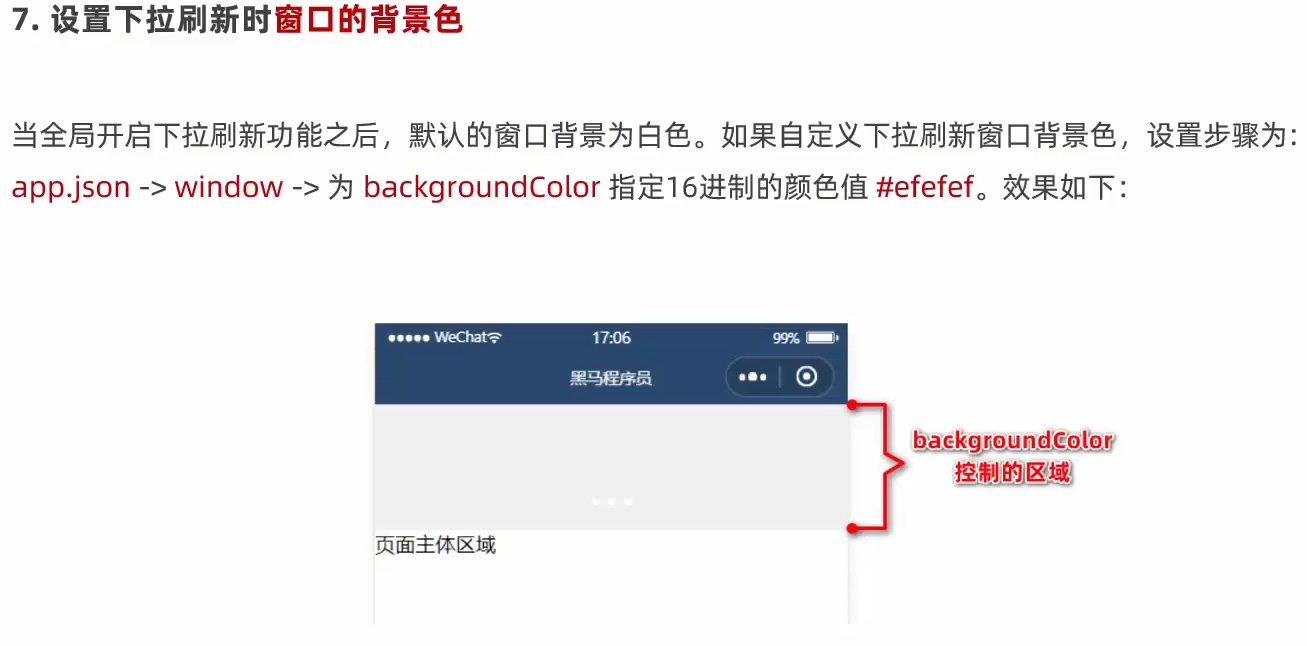 7. 设置下拉刷新时窗口的背景色
当全局开启下拉刷新功能之后，默认的窗口背景为白色。如果自定义下拉刷新窗口背景色，设置步骤为：
app.json -> window -> 为 backgroundColor 指定16进制的颜色值 #efefef。效果如下：
WeChat 17:06 99%
黑马程序员
backgroundColor
控制的区域
页面主体区域